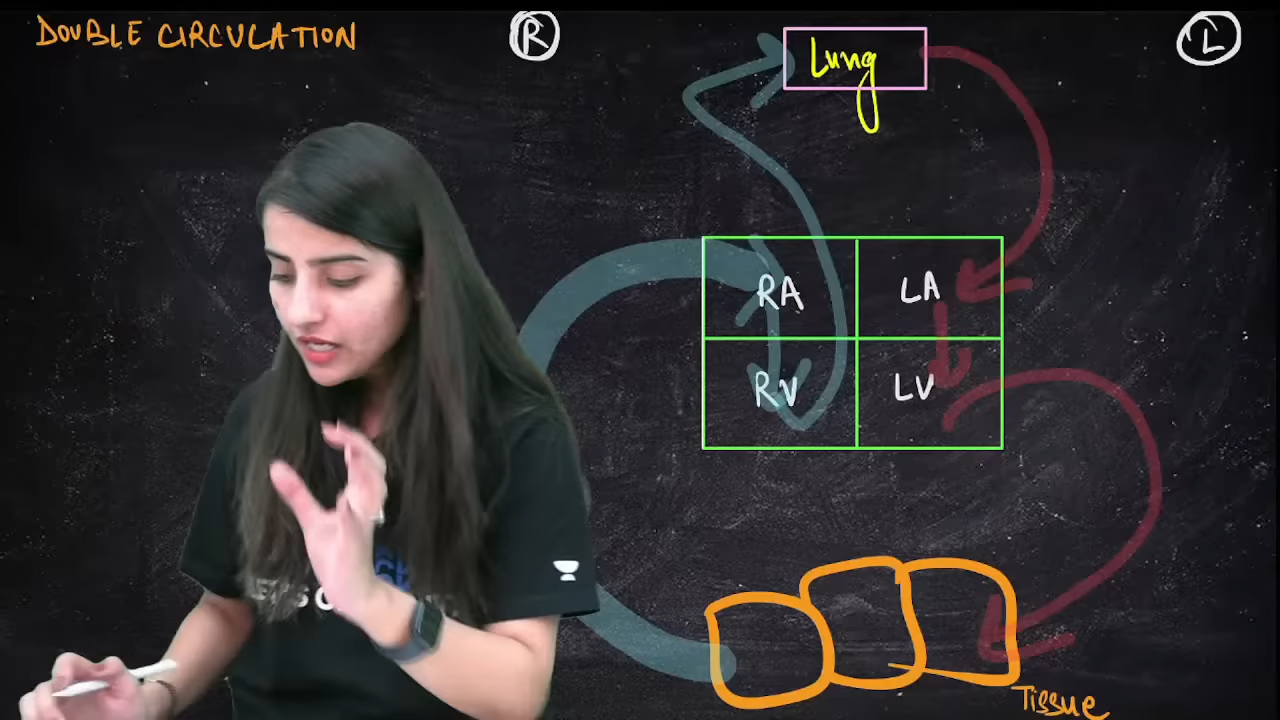 DOUBLE CIRCULATION
R
L
Lung
RA
LA
RV
LV
Tissue